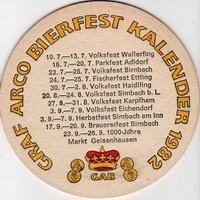 GRAF ARCO BIERFEST KALENDER 1982
10. 7.—13. 7. Volksfest Wallerfing
16. 7.—20. 7. Parkfest Adldorf
23. 7.—28. 7. Volksfest Berndorf
24. 7.—25. 7. Fischerfest Ettling
30. 7.— 2. 8. Volksfest Haidlfing
20. 8.—24. 8. Volksfest Simbach b. L.
27. 8.—31. 8. Volksfest Karpfham
3. 9.— 7. 9. Volksfest Eichendorf
3. 9.— 7. 9. Herbstfest Simbach am Inn
17. 9.—20. 9. Brauereifest Birnbach
23. 9.—26. 9. 1000-Jahre
Markt Geisenhausen
GAB